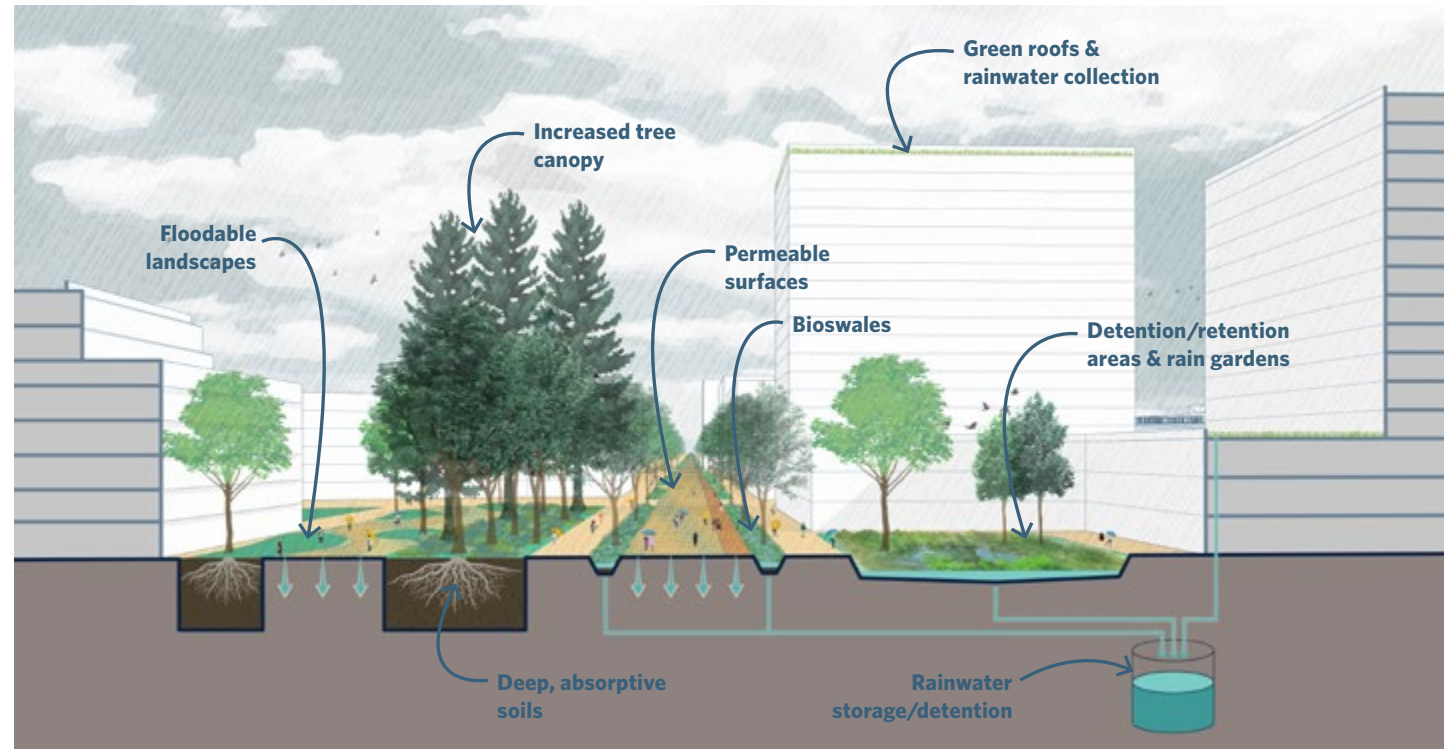 Green roofs &
rainwater collection
Increased tree
canopy
Floodable
landscapes
Permeable
surfaces
Bioswales
Detention/retention
areas & rain gardens
Deep, absorptive
soils
Rainwater
storage/detention